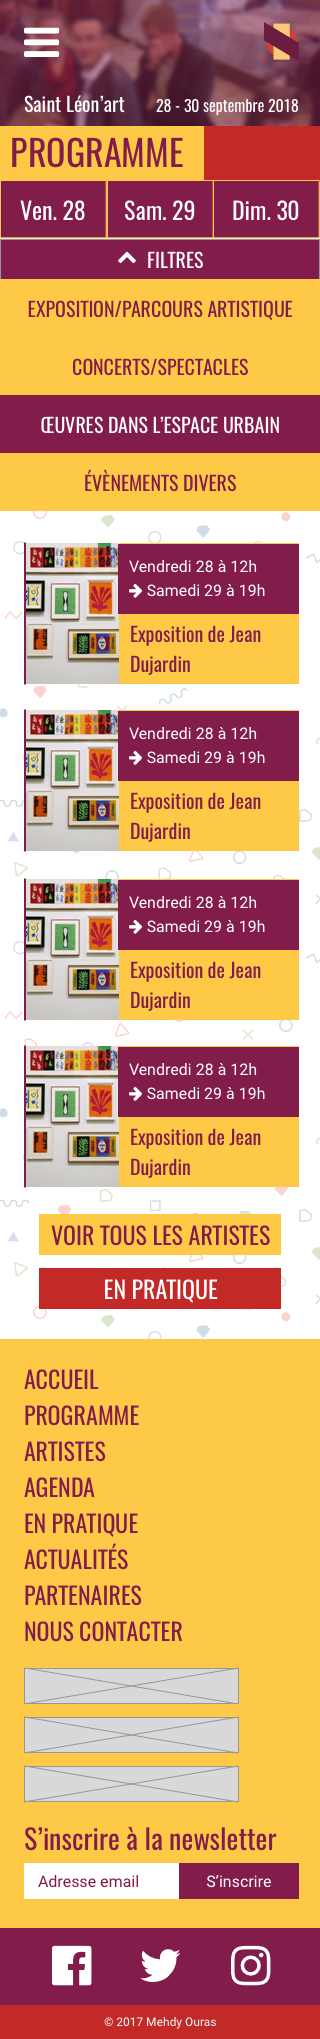 Saint Léon’art
28 - 30 septembre 2018
PROGRAMME
Ven. 28
Sam. 29
Dim. 30
FILTRES
EXPOSITION/PARCOURS ARTISTIQUE
CONCERTS/SPECTACLES
ŒUVRES DANS L’ESPACE URBAIN
ÉVÈNEMENTS DIVERS
Vendredi 28 à 12h
Samedi 29 à 19h
Exposition de Jean
Dujardin
Vendredi 28 à 12h
Samedi 29 à 19h
Exposition de Jean
Dujardin
Vendredi 28 à 12h
Samedi 29 à 19h
Exposition de Jean
Dujardin
Vendredi 28 à 12h
Samedi 29 à 19h
Exposition de Jean
Dujardin
VOIR TOUS LES ARTISTES
EN PRATIQUE
ACCUEIL
PROGRAMME
ARTISTES
AGENDA
EN PRATIQUE
ACTUALITÉS
PARTENAIRES
NOUS CONTACTER
S’inscrire à la newsletter
Adresse email
S’inscrire
© 2017 Mehdy Ouras